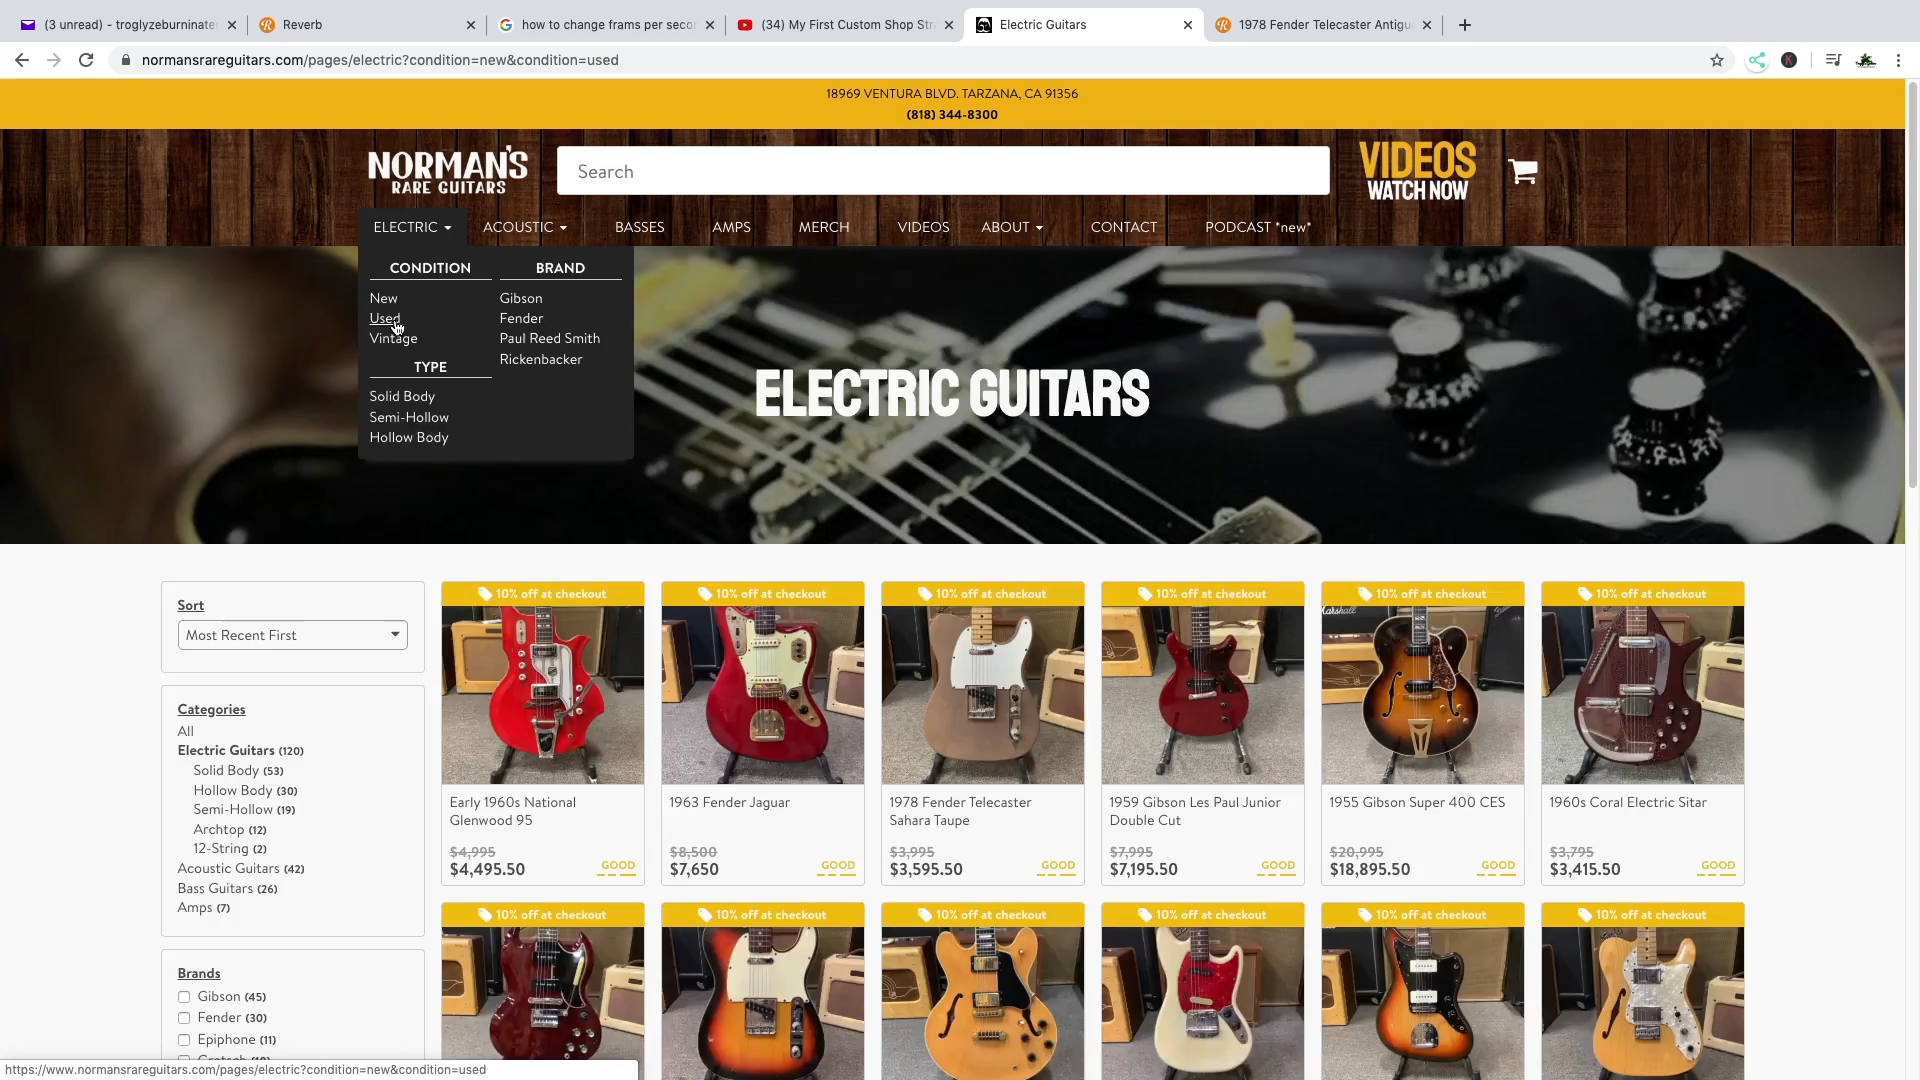 (3 unread) - troglyzeburninater
Reverb
how to change frams per secon
(34) My First Custom Shop Stra
Electric Guitars
1978 Fender Telecaster Antigu
normansrareguitars.com/pages/electric?condition=new&condition=used
K
18969 VENTURA BLVD. TARZANA, CA 91356
(818) 344-8300
NORMAN'S
RARE GUITARS
Search
VIDEOS
WATCH NOW
ELECTRIC ACOUSTIC BASSES AMPS MERCH VIDEOS ABOUT CONTACT PODCAST *new*
CONDITION
New
Used
Vintage
TYPE
Solid Body
Semi-Hollow
Hollow Body
BRAND
Gibson
Fender
Paul Reed Smith
Rickenbacker
ELECTRIC GUITARS
Sort
Most Recent First
Categories
All
Electric Guitars (120)
Solid Body (53)
Hollow Body (30)
Semi-Hollow (19)
Archtop (12)
12-String (2)
Acoustic Guitars (42)
Bass Guitars (26)
Amps (7)
Brands
Gibson (45)
Fender (30)
Epiphone (11)
10% off at checkout
Early 1960s National
Glenwood 95
$4,995
$4,495.50
GOOD
10% off at checkout
1963 Fender Jaguar
$8,500
$7,650
GOOD
10% off at checkout
1978 Fender Telecaster
Sahara Taupe
$3,995
$3,595.50
GOOD
10% off at checkout
1959 Gibson Les Paul Junior
Double Cut
$7,995
$7,195.50
GOOD
10% off at checkout
Marshall
1955 Gibson Super 400 CES
$20,995
$18,895.50
GOOD
10% off at checkout
1960s Coral Electric Sitar
$3,795
$3,415.50
GOOD
10% off at checkout
10% off at checkout
10% off at checkout
10% off at checkout
10% off at checkout
10% off at checkout
https://www.normansrareguitars.com/pages/electric?condition=new&condition=used